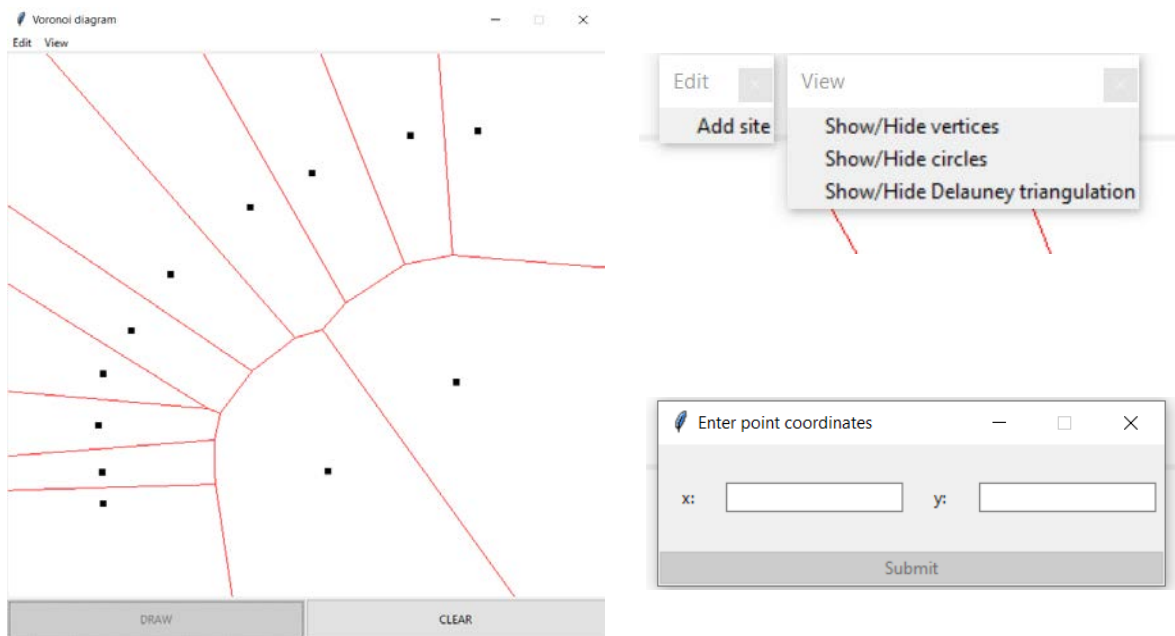 Voronoi diagram
Edit View
DRAW CLEAR
Edit View
Add site
Show/Hide vertices
Show/Hide circles
Show/Hide Delauney triangulation
Enter point coordinates
x: y:
Submit